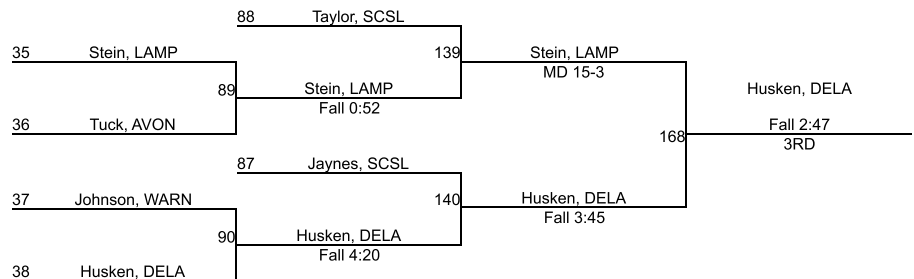 88 Taylor, SCSL
35 Stein, LAMP
139 Stein, LAMP
MD 15-3
89 Stein, LAMP
Fall 0:52
Husken, DELA
36 Tuck, AVON
Fall 2:47
168
3RD
87 Jaynes, SCSL
37 Johnson, WARN
140 Husken, DELA
Fall 3:45
90 Husken, DELA
Fall 4:20
38 Husken, DELA